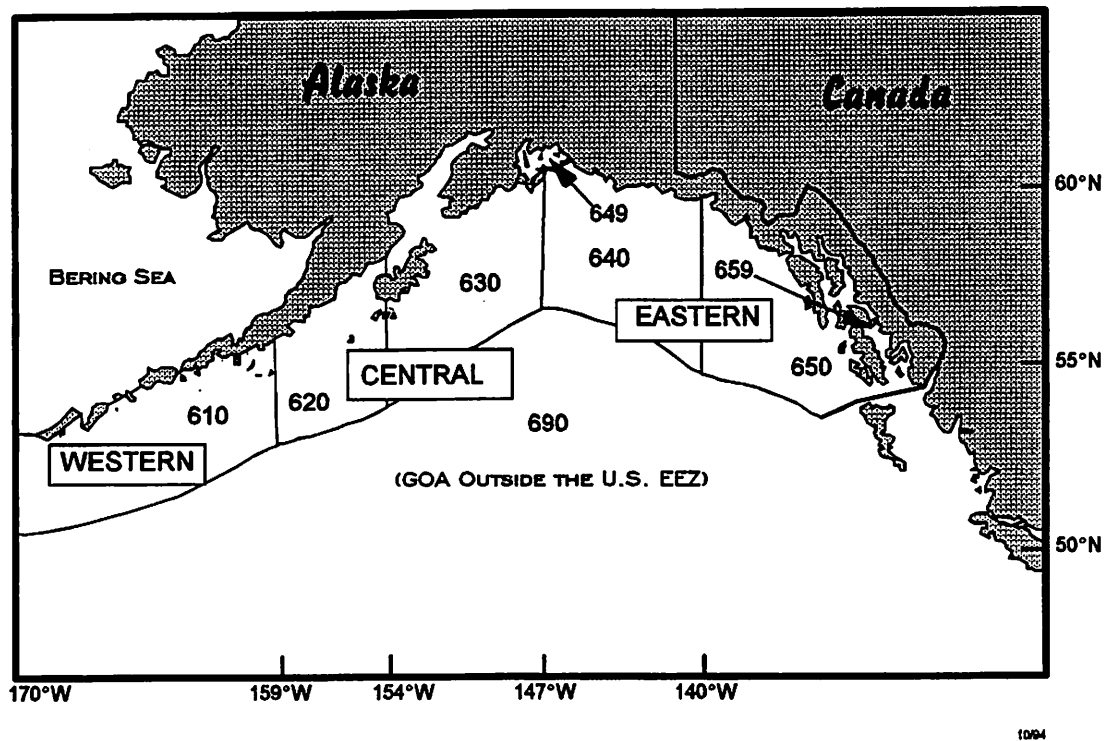 Alaska
Canada
60°N
649
640
659
630
BERING SEA
EASTERN
55°N
650
CENTRAL
620
610
690
WESTERN
(GOA OUTSIDE THE U.S. EEZ)
50°N
170°W
159°W
154°W
147°W
140°W
10/94